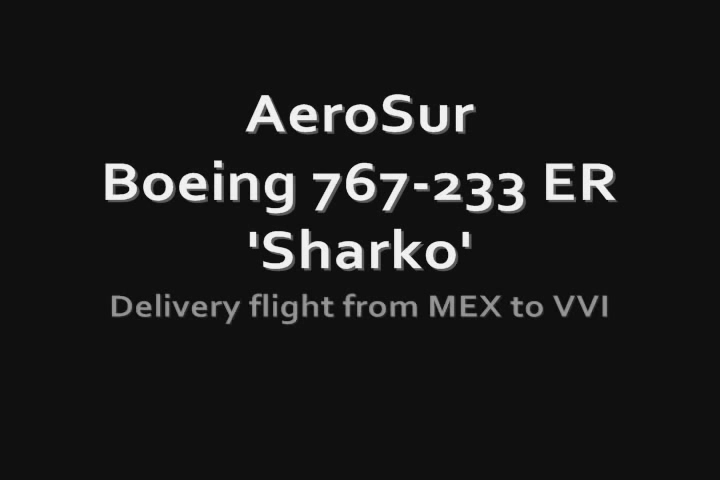 AeroSur
Boeing 767-233 ER
'Sharko'
Delivery flight from MEX to VVI